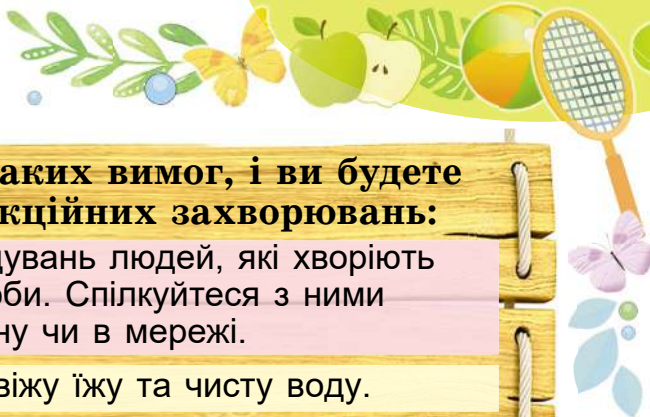 аких вимог, і ви будете
кційних захворювань:
дувань людей, які хворіють
оби. Спілкуйтеся з ними
ну чи в мережі.
віжу їжу та чисту воду.